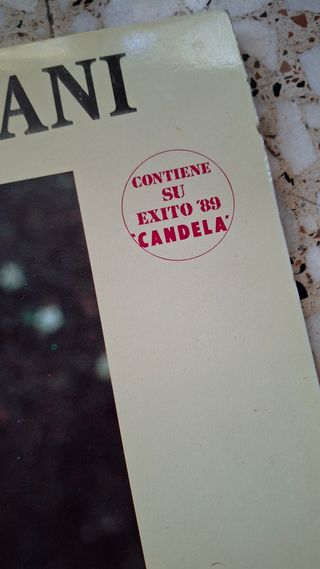 ANI
CONTIENE
SU
EXITO '89
"CANDELA"